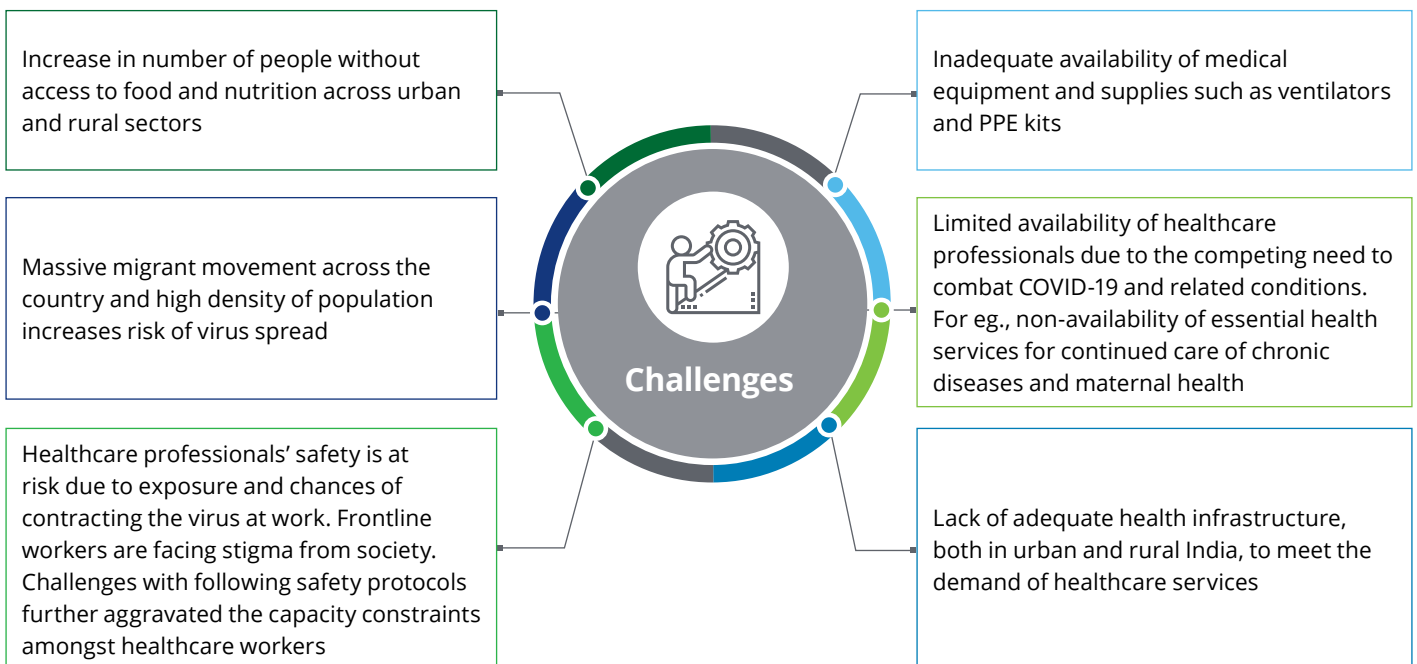 Increase in number of people without
access to food and nutrition across urban
and rural sectors
Massive migrant movement across the
country and high density of population
increases risk of virus spread
Healthcare professionals’ safety is at
risk due to exposure and chances of
contracting the virus at work. Frontline
workers are facing stigma from society.
Challenges with following safety protocols
further aggravated the capacity constraints
amongst healthcare workers
Challenges
Inadequate availability of medical
equipment and supplies such as ventilators
and PPE kits
Limited availability of healthcare
professionals due to the competing need to
combat COVID-19 and related conditions.
For eg., non-availability of essential health
services for continued care of chronic
diseases and maternal health
Lack of adequate health infrastructure,
both in urban and rural India, to meet the
demand of healthcare services